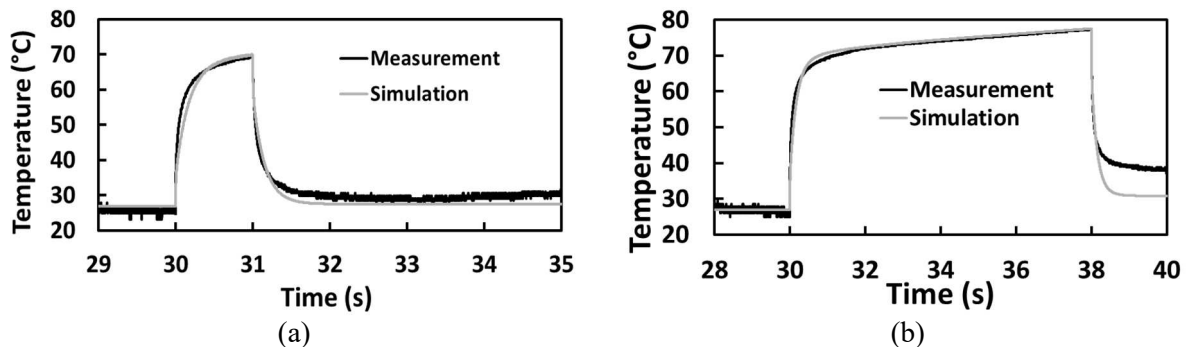 80
70
60
50
40
30
20
Temperature (°C)
Measurement
Simulation
29 30 31 32 33 34 35
Time (s)
(a)
80
70
60
50
40
30
20
Temperature (°C)
Measurement
Simulation
28 30 32 34 36 38 40
Time (s)
(b)